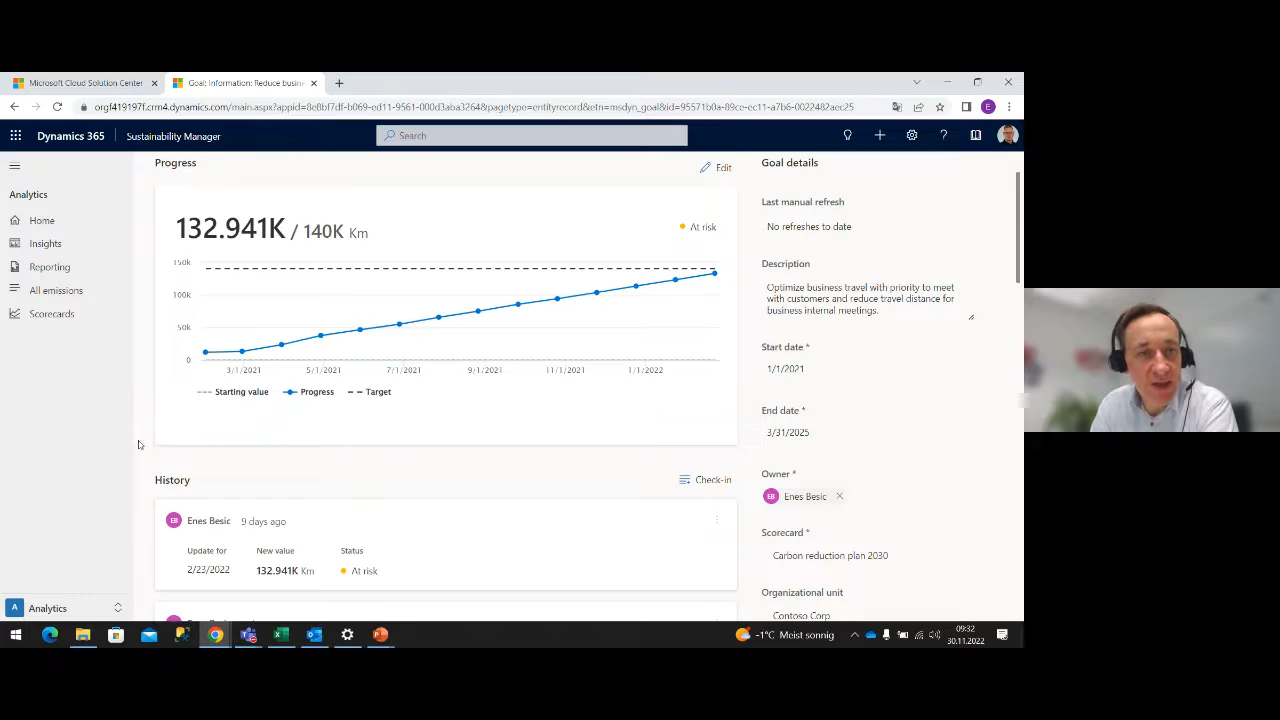 Microsoft Cloud Solution Center
Goal: Information: Reduce busin
orgf419197f.crm4.dynamics.com/main.aspx?appid=8e8bf7df-b069-ed11-9561-000d3aba3264&pagetype=entityrecord&etn=msdyn_goal&id=95571b0a-89ce-ec11-a7b6-0022482aec25
E
Dynamics 365
Sustainability Manager
Search
Analytics
Home
Insights
Reporting
All emissions
Scorecards
Progress
Edit
132.941K / 140K Km
At risk
150k
100k
50k
0
3/1/2021 5/1/2021 7/1/2021 9/1/2021 11/1/2021 1/1/2022
Starting value Progress Target
History
Check-in
EB Enes Besic 9 days ago
Update for New value Status
2/23/2022 132.941K Km At risk
Goal details
Last manual refresh
No refreshes to date
Description
Optimize business travel with priority to meet
with customers and reduce travel distance for
business internal meetings.
Start date *
1/1/2021
End date *
3/31/2025
Owner *
EB Enes Besic
Scorecard *
Carbon reduction plan 2030
Organizational unit
Contoso Corp
A Analytics
-1°C Meist sonnig
09:32
30.11.2022